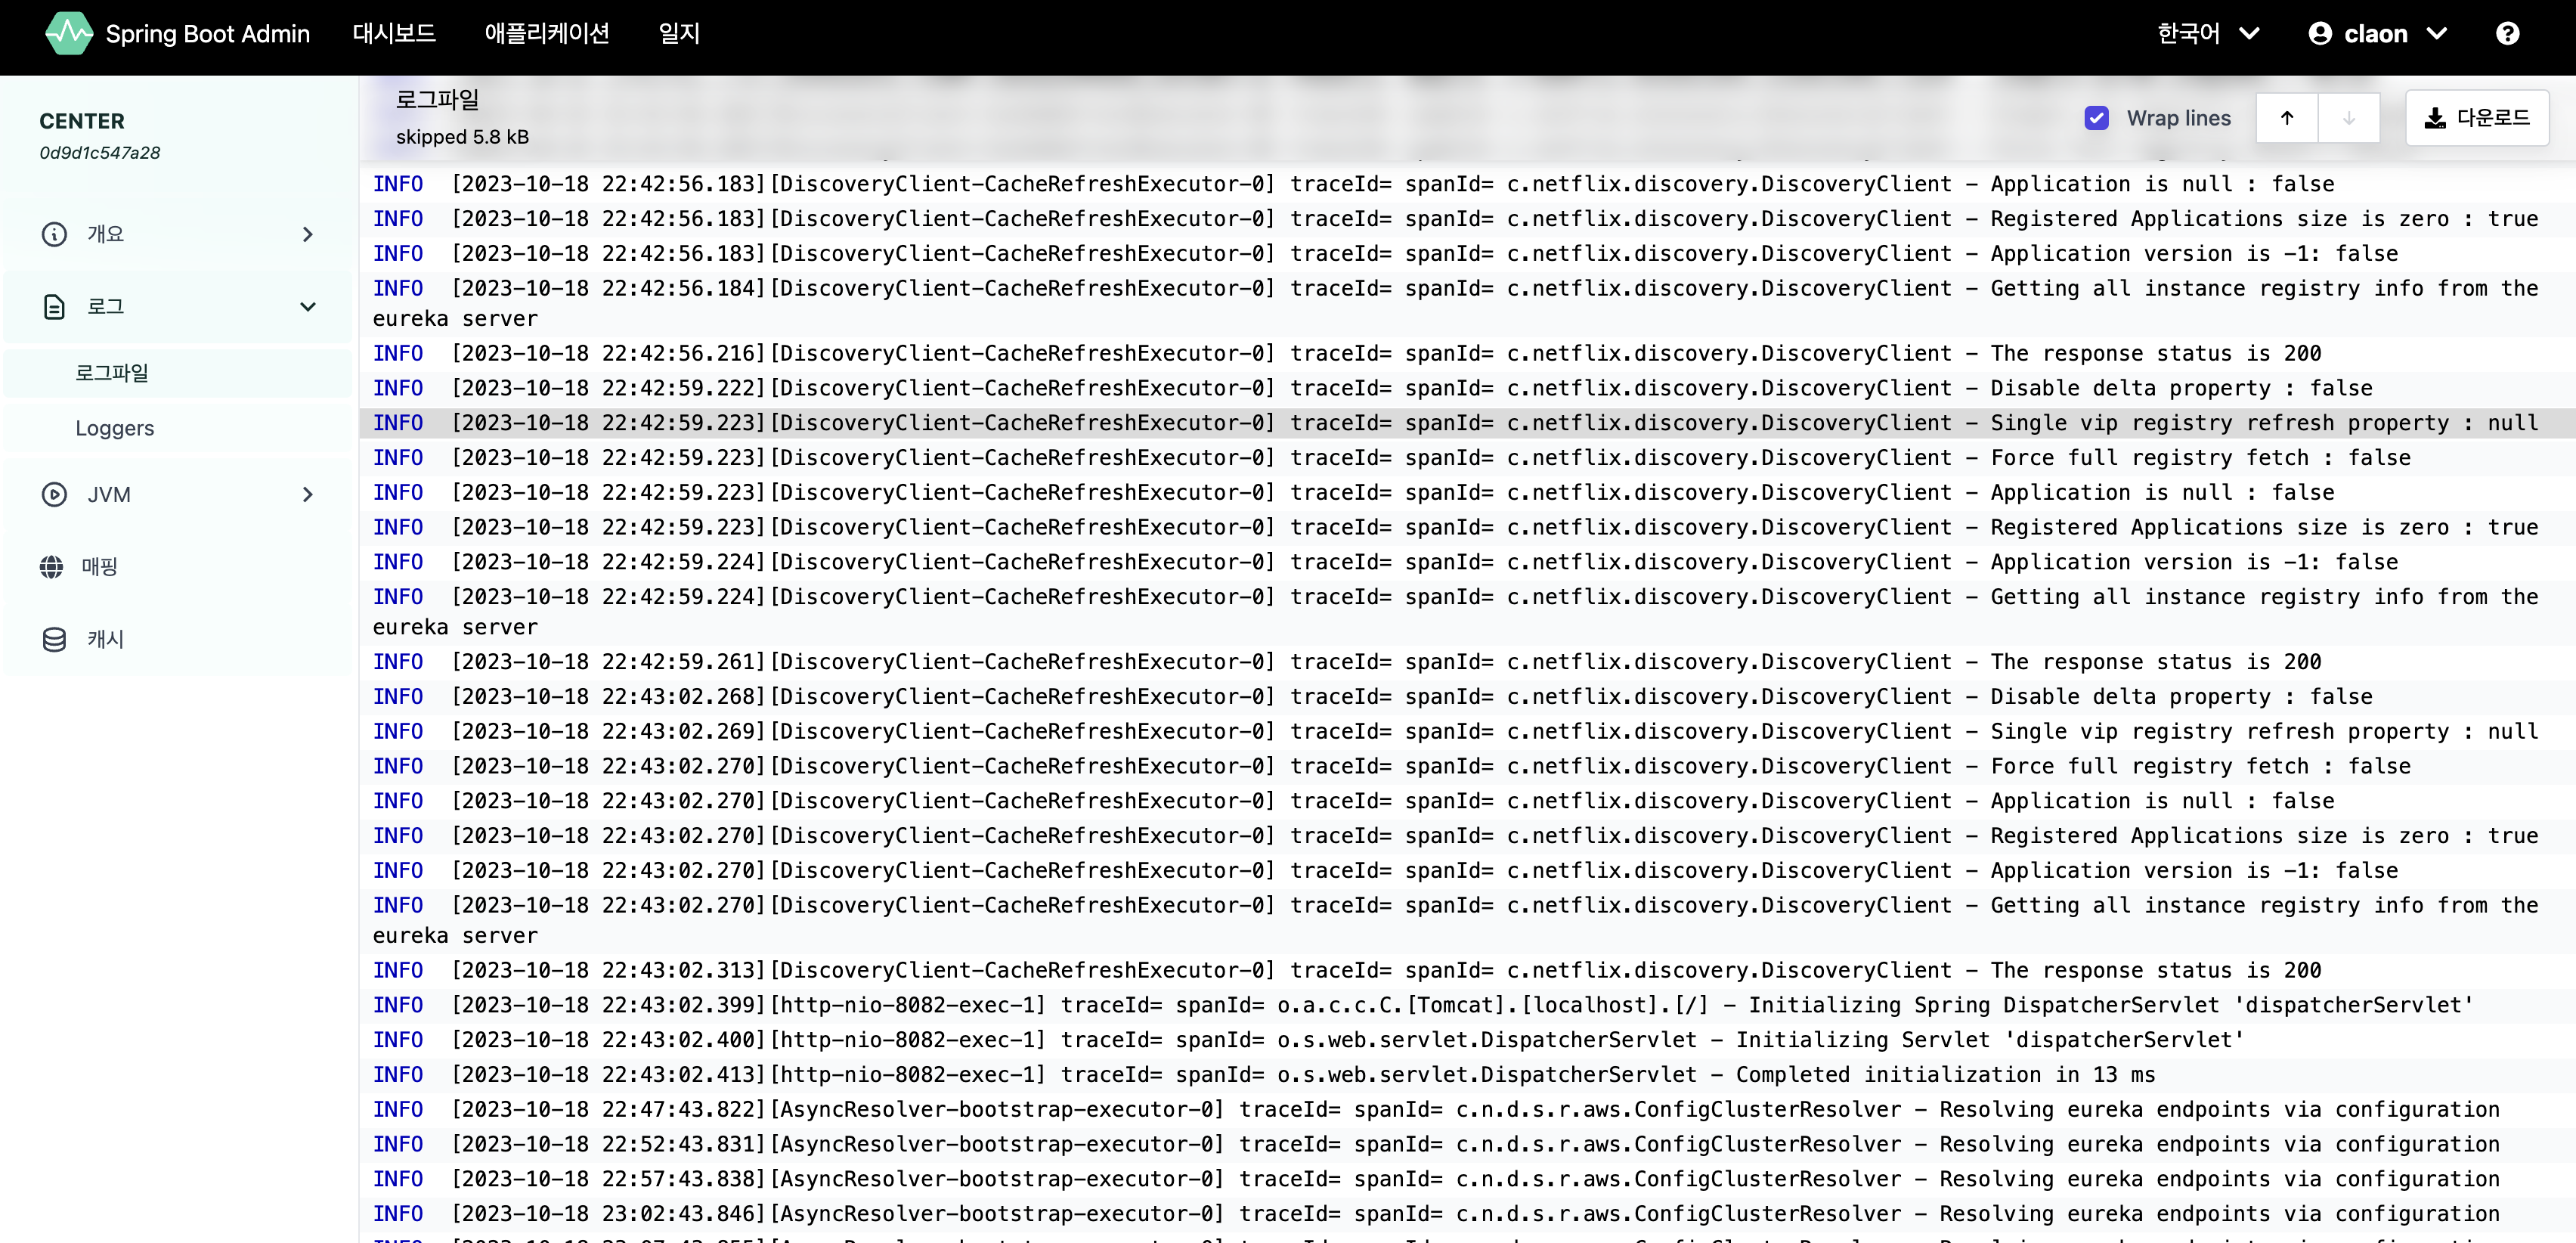 Spring Boot Admin 대시보드 애플리케이션 일지 한국어 claon
CENTER
0d9d1c547a28
개요
로그
로그파일
Loggers
JVM
매핑
캐시
로그파일
skipped 5.8 kB
Wrap lines
다운로드
INFO [2023-10-18 22:42:56.183][DiscoveryClient-CacheRefreshExecutor-0] traceId= spanId= c.netflix.discovery.DiscoveryClient - Application is null : false
INFO [2023-10-18 22:42:56.183][DiscoveryClient-CacheRefreshExecutor-0] traceId= spanId= c.netflix.discovery.DiscoveryClient - Registered Applications size is zero : true
INFO [2023-10-18 22:42:56.183][DiscoveryClient-CacheRefreshExecutor-0] traceId= spanId= c.netflix.discovery.DiscoveryClient - Application version is -1: false
INFO [2023-10-18 22:42:56.184][DiscoveryClient-CacheRefreshExecutor-0] traceId= spanId= c.netflix.discovery.DiscoveryClient - Getting all instance registry info from the
eureka server
INFO [2023-10-18 22:42:56.216][DiscoveryClient-CacheRefreshExecutor-0] traceId= spanId= c.netflix.discovery.DiscoveryClient - The response status is 200
INFO [2023-10-18 22:42:59.222][DiscoveryClient-CacheRefreshExecutor-0] traceId= spanId= c.netflix.discovery.DiscoveryClient - Disable delta property : false
INFO [2023-10-18 22:42:59.223][DiscoveryClient-CacheRefreshExecutor-0] traceId= spanId= c.netflix.discovery.DiscoveryClient - Single vip registry refresh property : null
INFO [2023-10-18 22:42:59.223][DiscoveryClient-CacheRefreshExecutor-0] traceId= spanId= c.netflix.discovery.DiscoveryClient - Force full registry fetch : false
INFO [2023-10-18 22:42:59.223][DiscoveryClient-CacheRefreshExecutor-0] traceId= spanId= c.netflix.discovery.DiscoveryClient - Application is null : false
INFO [2023-10-18 22:42:59.223][DiscoveryClient-CacheRefreshExecutor-0] traceId= spanId= c.netflix.discovery.DiscoveryClient - Registered Applications size is zero : true
INFO [2023-10-18 22:42:59.224][DiscoveryClient-CacheRefreshExecutor-0] traceId= spanId= c.netflix.discovery.DiscoveryClient - Application version is -1: false
INFO [2023-10-18 22:42:59.224][DiscoveryClient-CacheRefreshExecutor-0] traceId= spanId= c.netflix.discovery.DiscoveryClient - Getting all instance registry info from the
eureka server
INFO [2023-10-18 22:42:59.261][DiscoveryClient-CacheRefreshExecutor-0] traceId= spanId= c.netflix.discovery.DiscoveryClient - The response status is 200
INFO [2023-10-18 22:43:02.268][DiscoveryClient-CacheRefreshExecutor-0] traceId= spanId= c.netflix.discovery.DiscoveryClient - Disable delta property : false
INFO [2023-10-18 22:43:02.269][DiscoveryClient-CacheRefreshExecutor-0] traceId= spanId= c.netflix.discovery.DiscoveryClient - Single vip registry refresh property : null
INFO [2023-10-18 22:43:02.270][DiscoveryClient-CacheRefreshExecutor-0] traceId= spanId= c.netflix.discovery.DiscoveryClient - Force full registry fetch : false
INFO [2023-10-18 22:43:02.270][DiscoveryClient-CacheRefreshExecutor-0] traceId= spanId= c.netflix.discovery.DiscoveryClient - Application is null : false
INFO [2023-10-18 22:43:02.270][DiscoveryClient-CacheRefreshExecutor-0] traceId= spanId= c.netflix.discovery.DiscoveryClient - Registered Applications size is zero : true
INFO [2023-10-18 22:43:02.270][DiscoveryClient-CacheRefreshExecutor-0] traceId= spanId= c.netflix.discovery.DiscoveryClient - Application version is -1: false
INFO [2023-10-18 22:43:02.270][DiscoveryClient-CacheRefreshExecutor-0] traceId= spanId= c.netflix.discovery.DiscoveryClient - Getting all instance registry info from the
eureka server
INFO [2023-10-18 22:43:02.313][DiscoveryClient-CacheRefreshExecutor-0] traceId= spanId= c.netflix.discovery.DiscoveryClient - The response status is 200
INFO [2023-10-18 22:43:02.399][http-nio-8082-exec-1] traceId= spanId= o.a.c.c.C.[Tomcat].[localhost].[/] - Initializing Spring DispatcherServlet 'dispatcherServlet'
INFO [2023-10-18 22:43:02.400][http-nio-8082-exec-1] traceId= spanId= o.s.web.servlet.DispatcherServlet - Initializing Servlet 'dispatcherServlet'
INFO [2023-10-18 22:43:02.413][http-nio-8082-exec-1] traceId= spanId= o.s.web.servlet.DispatcherServlet - Completed initialization in 13 ms
INFO [2023-10-18 22:47:43.822][AsyncResolver-bootstrap-executor-0] traceId= spanId= c.n.d.s.r.aws.ConfigClusterResolver - Resolving eureka endpoints via configuration
INFO [2023-10-18 22:52:43.831][AsyncResolver-bootstrap-executor-0] traceId= spanId= c.n.d.s.r.aws.ConfigClusterResolver - Resolving eureka endpoints via configuration
INFO [2023-10-18 22:57:43.838][AsyncResolver-bootstrap-executor-0] traceId= spanId= c.n.d.s.r.aws.ConfigClusterResolver - Resolving eureka endpoints via configuration
INFO [2023-10-18 23:02:43.846][AsyncResolver-bootstrap-executor-0] traceId= spanId= c.n.d.s.r.aws.ConfigClusterResolver - Resolving eureka endpoints via configuration